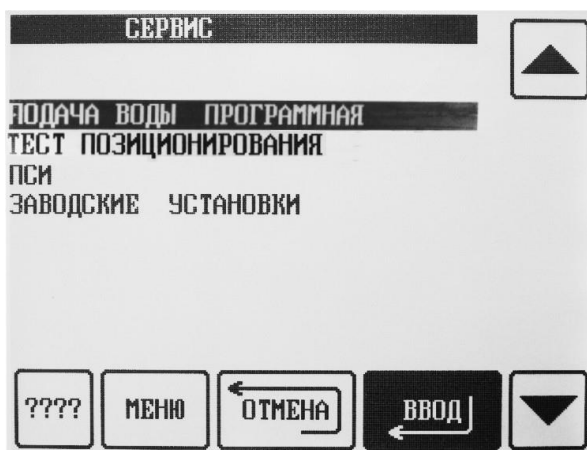 СЕРВИС
ПОДАЧА ВОДЫ ПРОГРАММНАЯ
ТЕСТ ПОЗИЦИОНИРОВАНИЯ
ПСИ
ЗАВОДСКИЕ УСТАНОВКИ
???? МЕНЮ ОТМЕНА ВВОД